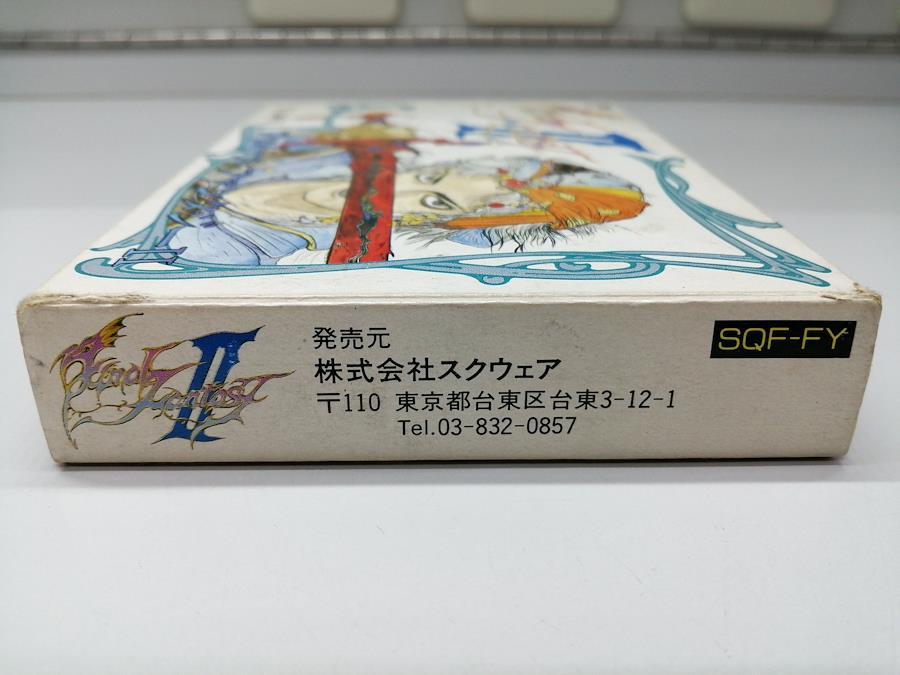 Final Fantasy II
発売元
株式会社スクウェア
〒110 東京都台東区台東3-12-1
Tel.03-832-0857
SQF-FY